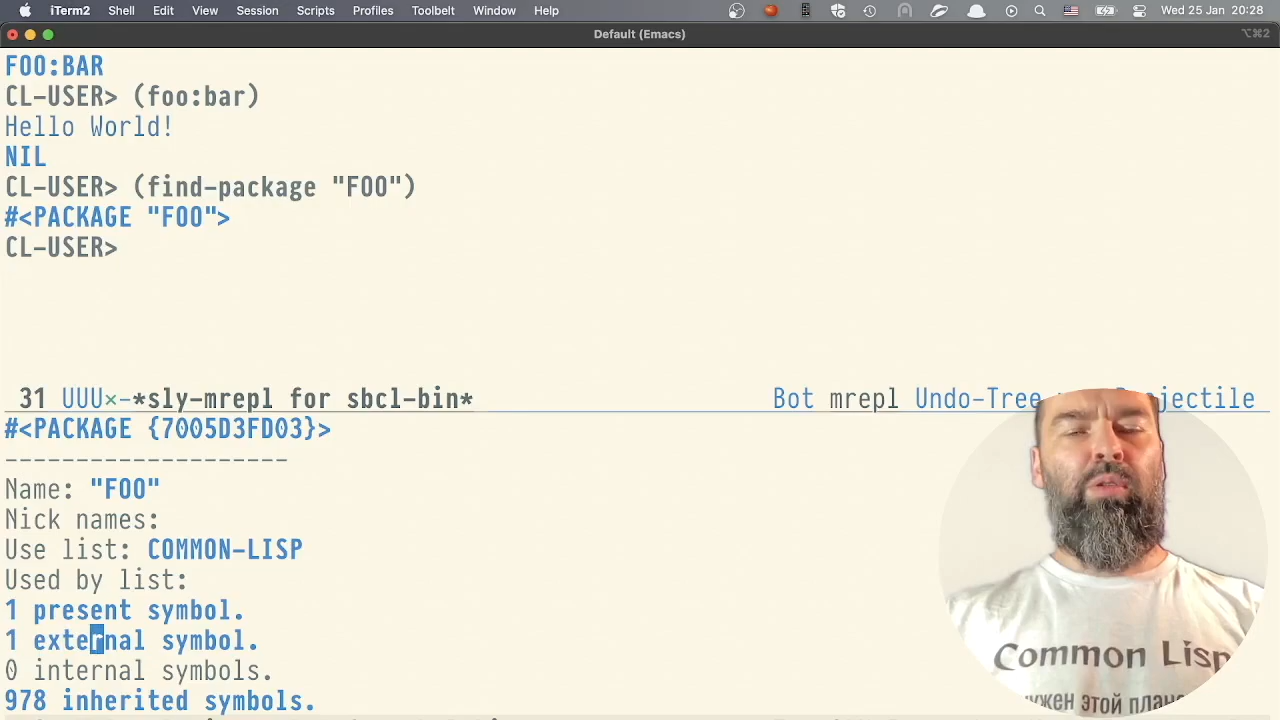 iTerm2 Shell Edit View Session Scripts Profiles Toolbelt Window Help Wed 25 Jan 20:28
Default (Emacs) ⌥⌘2
FOO:BAR
CL-USER> (foo:bar)
Hello World!
NIL
CL-USER> (find-package "FOO")
#<PACKAGE "FOO">
CL-USER>
31 UUU×-*sly-mrepl for sbcl-bin* Bot mrepl Undo-Tree
#<PACKAGE {7005D3FD03}>
--------------------
Name: "FOO"
Nick names:
Use list: COMMON-LISP
Used by list:
1 present symbol.
1 external symbol.
0 internal symbols.
978 inherited symbols.
Common Lisp
этой